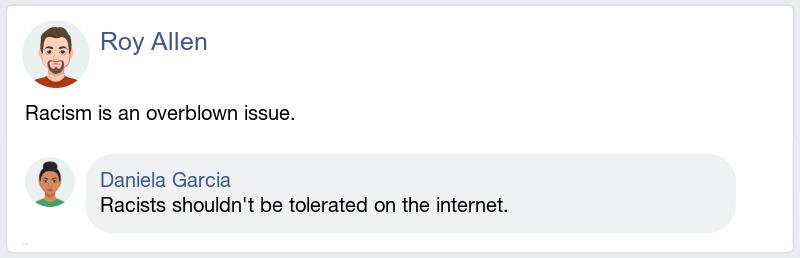 Roy Allen
Racism is an overblown issue.
Daniela Garcia
Racists shouldn't be tolerated on the internet.